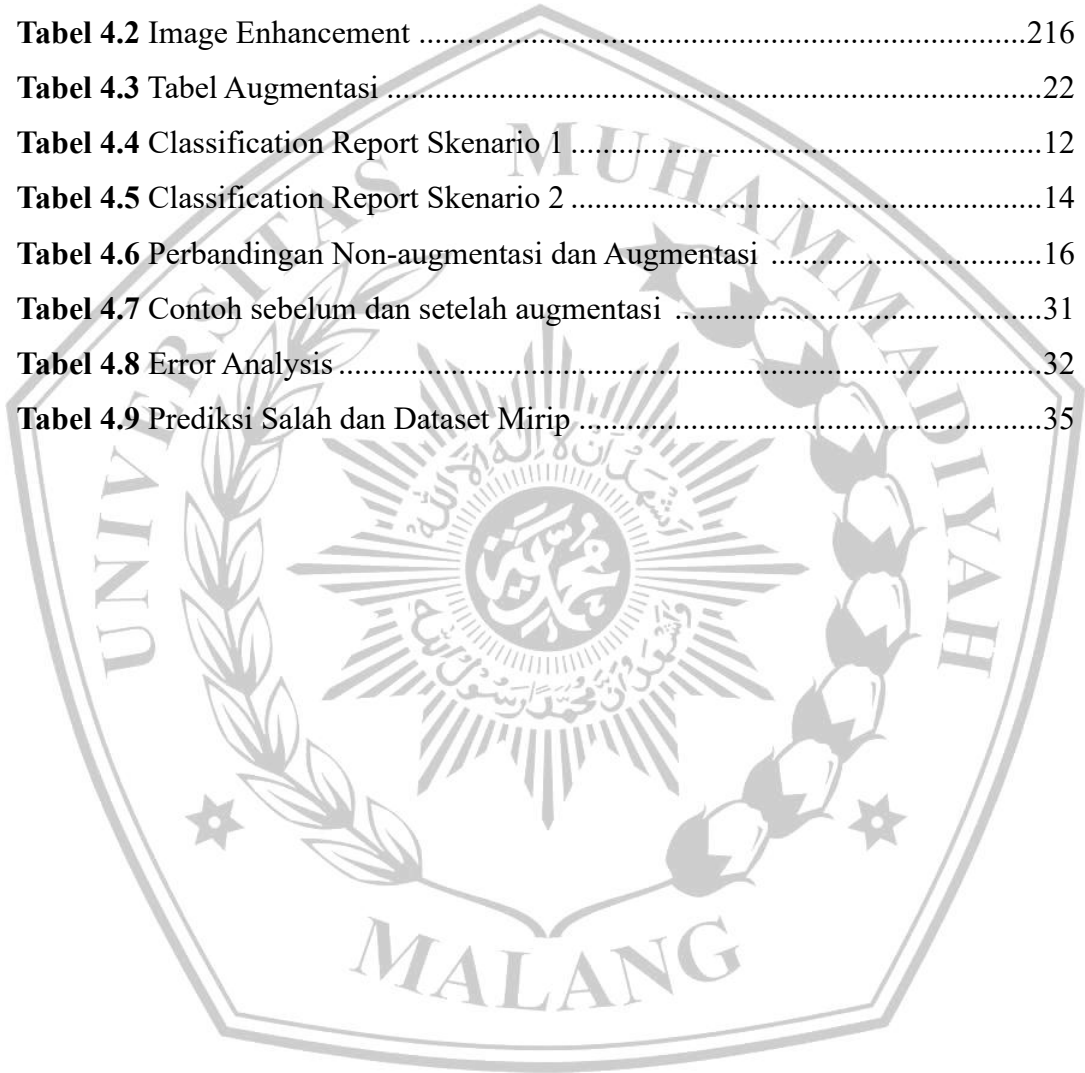 Tabel 4.2 Image Enhancement ..........216
Tabel 4.3 Tabel Augmentasi ..........22
Tabel 4.4 Classification Report Skenario 1 ..........12
Tabel 4.5 Classification Report Skenario 2 ..........14
Tabel 4.6 Perbandingan Non-augmentasi dan Augmentasi ..........16
Tabel 4.7 Contoh sebelum dan setelah augmentasi ..........31
Tabel 4.8 Error Analysis ..........32
Tabel 4.9 Prediksi Salah dan Dataset Mirip ..........35
UNIVERSITAS MUHAMMADIYAH
MALANG